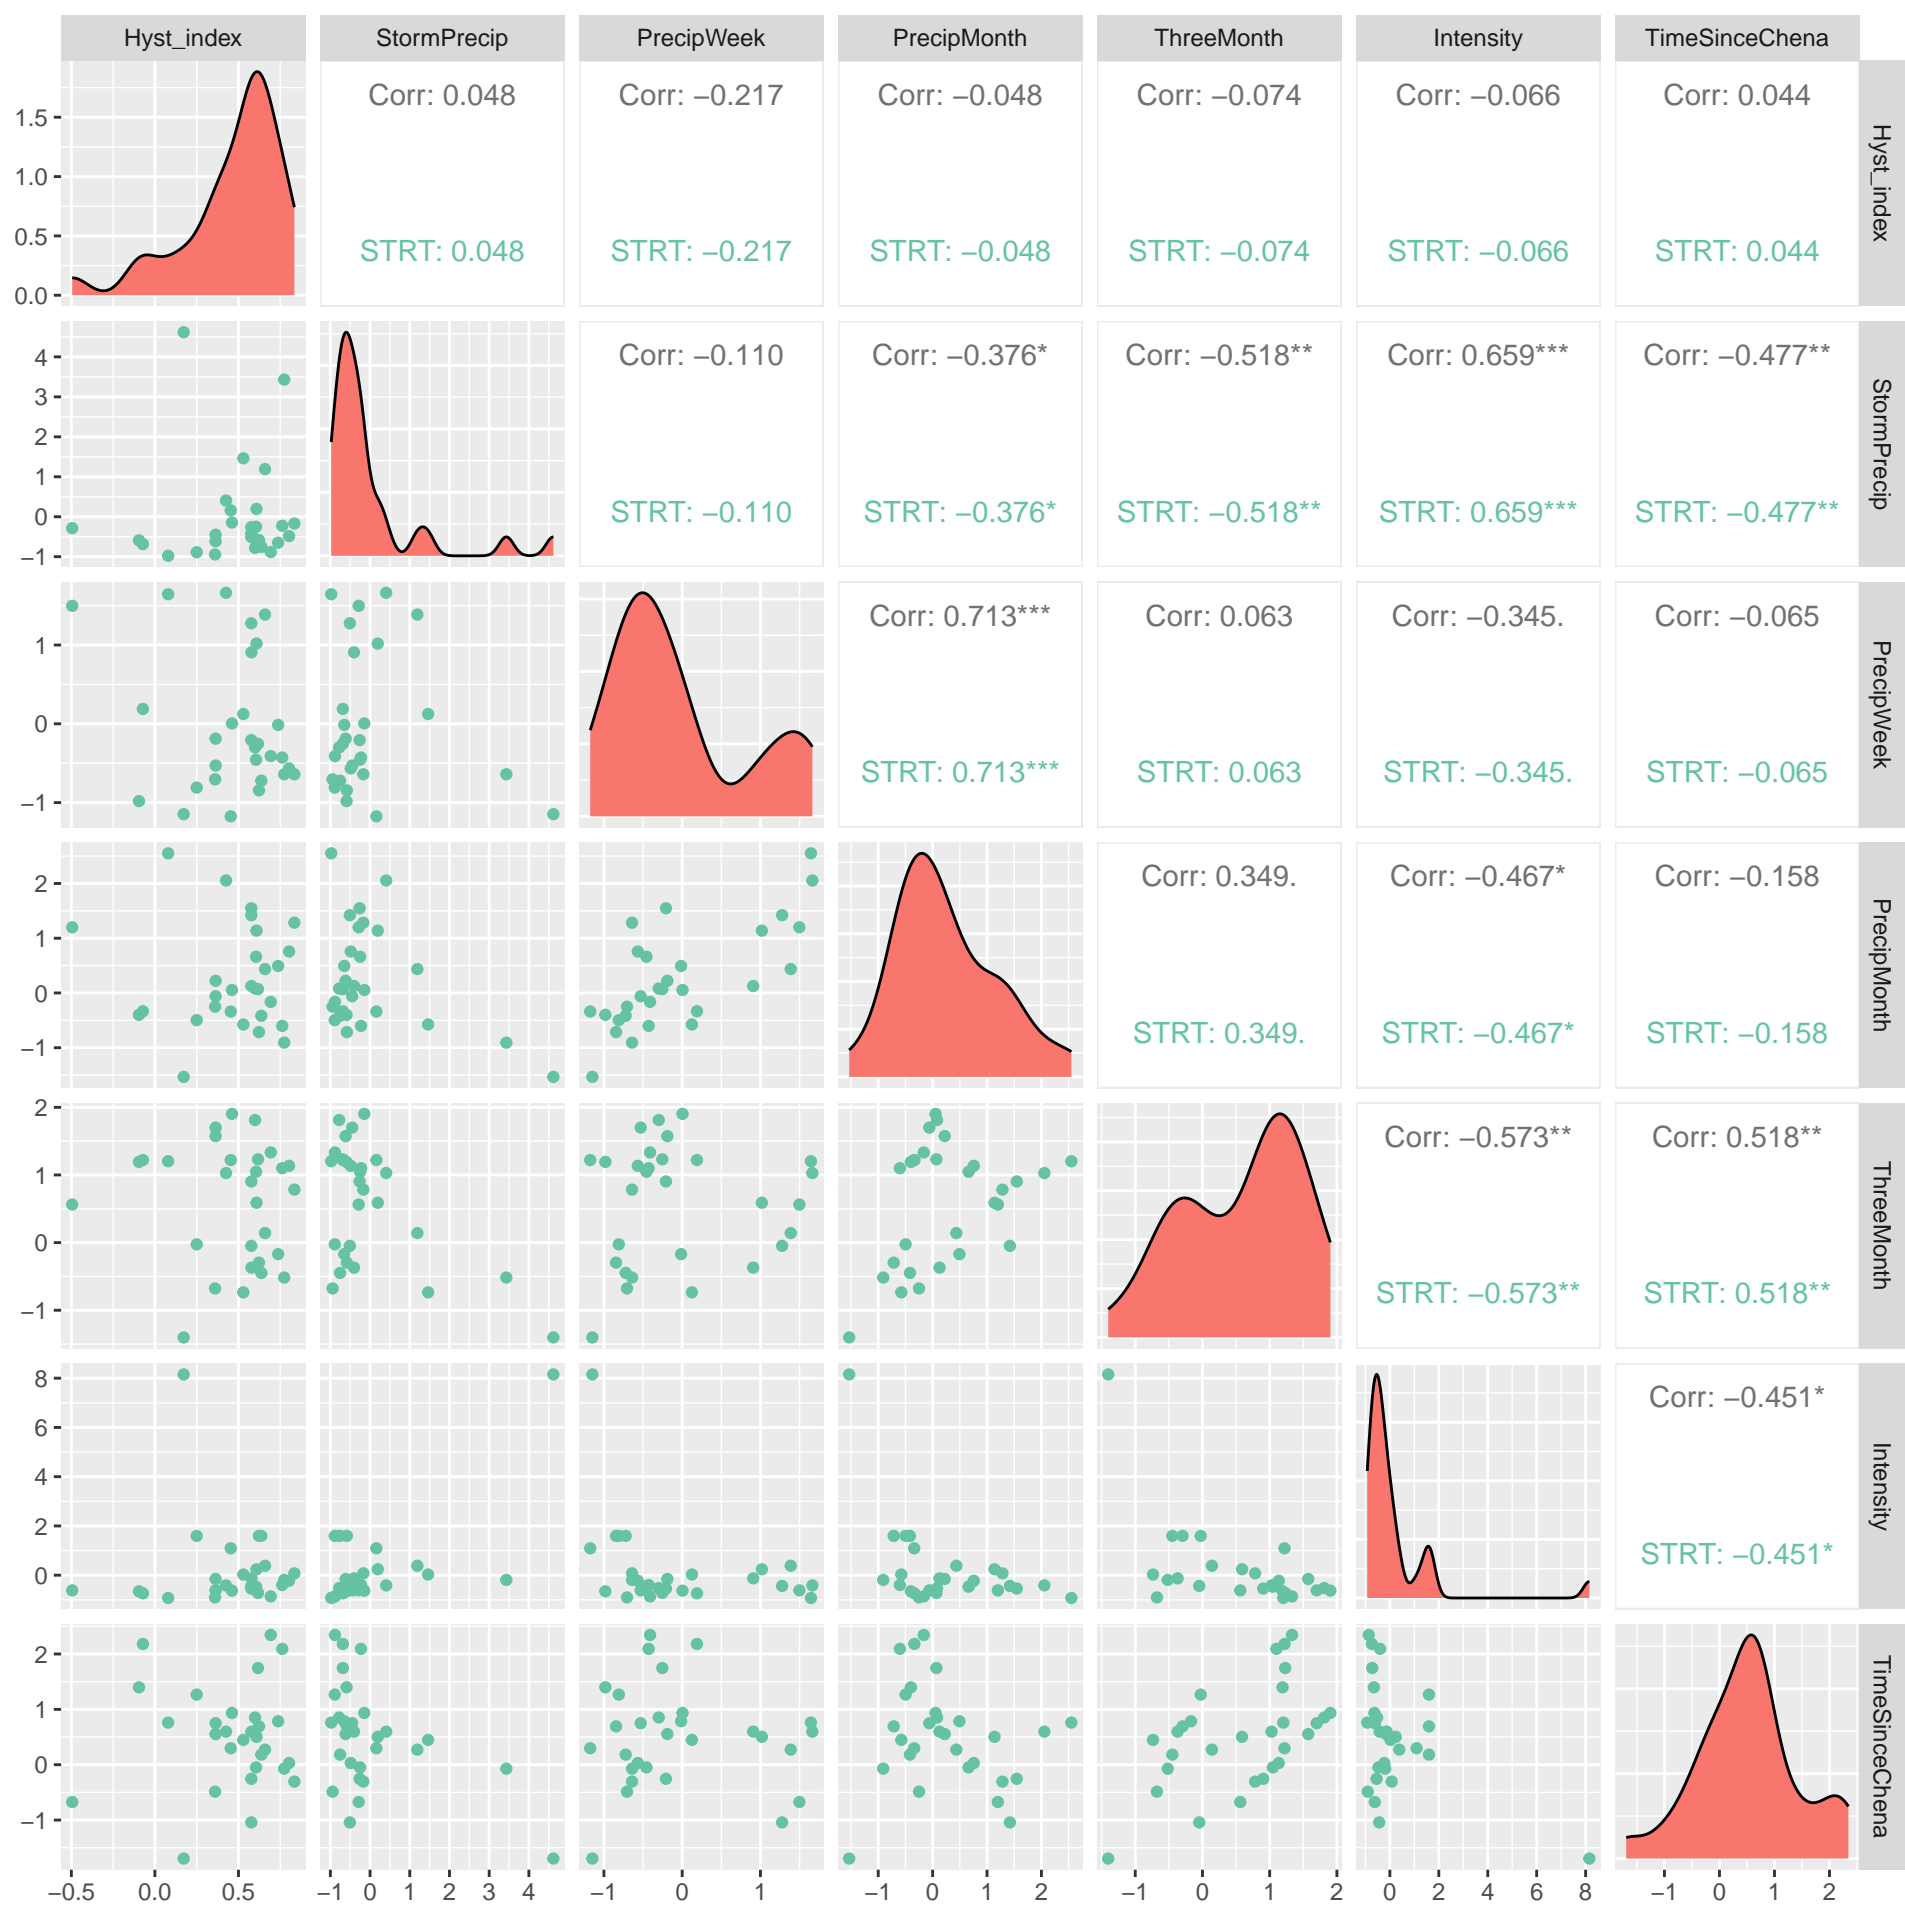 Hyst_index StormPrecip PrecipWeek PrecipMonth ThreeMonth Intensity TimeSinceChena
Corr: 0.048 Corr: −0.217 Corr: −0.048 Corr: −0.074 Corr: −0.066 Corr: 0.044
STRT: 0.048 STRT: −0.217 STRT: −0.048 STRT: −0.074 STRT: −0.066 STRT: 0.044
1.5
1.0
0.5
0.0
Hyst_index
Corr: −0.110 Corr: −0.376* Corr: −0.518** Corr: 0.659*** Corr: −0.477**
STRT: −0.110 STRT: −0.376* STRT: −0.518** STRT: 0.659*** STRT: −0.477**
4
3
2
1
0
−1
StormPrecip
Corr: 0.713*** Corr: 0.063 Corr: −0.345. Corr: −0.065
STRT: 0.713*** STRT: 0.063 STRT: −0.345. STRT: −0.065
1
0
−1
PrecipWeek
Corr: 0.349. Corr: −0.467* Corr: −0.158
STRT: 0.349. STRT: −0.467* STRT: −0.158
2
1
0
−1
PrecipMonth
Corr: −0.573** Corr: 0.518**
STRT: −0.573** STRT: 0.518**
2
1
0
−1
ThreeMonth
Corr: −0.451*
STRT: −0.451*
8
6
4
2
0
Intensity
2
1
0
−1
TimeSinceChena
−0.5 0.0 0.5 −1 0 1 2 3 4 −1 0 1 −1 0 1 2 −1 0 1 2 0 2 4 6 8 −1 0 1 2